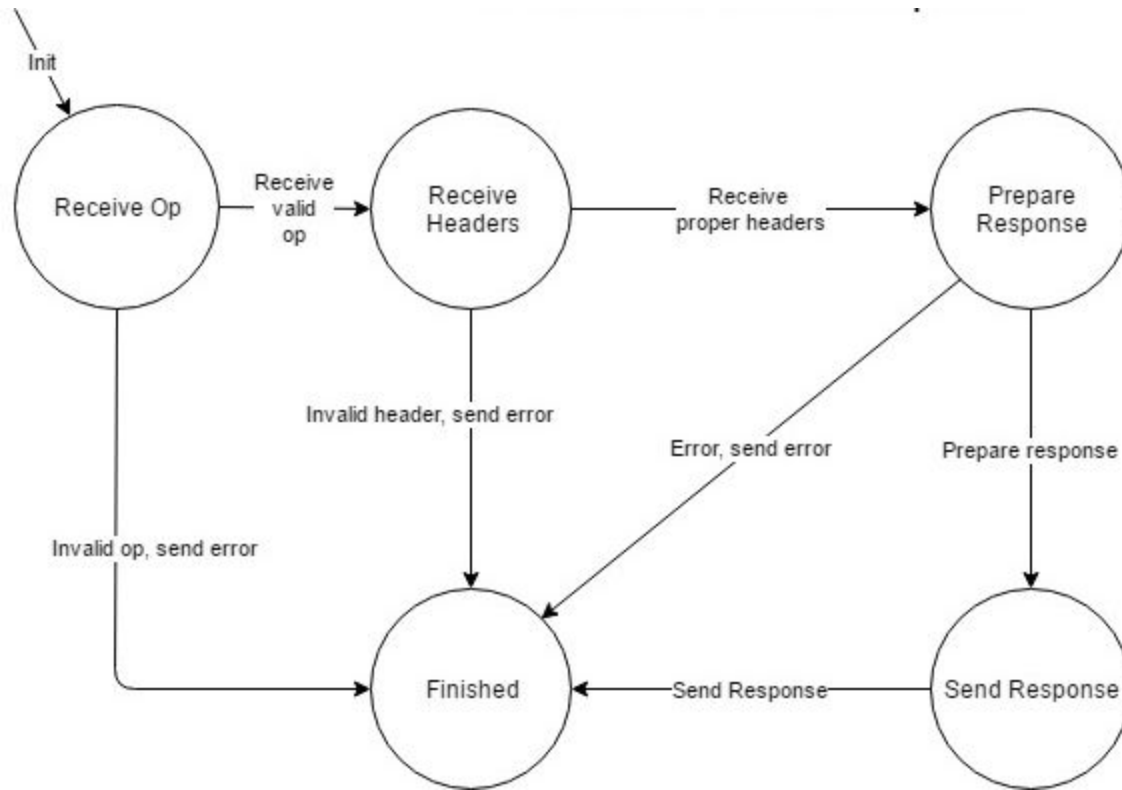 Init
Receive Op
Receive
valid
op
Receive
Headers
Receive
proper headers
Prepare
Response
Invalid header, send error
Error, send error
Prepare response
Invalid op, send error
Finished
Send Response
Send Response